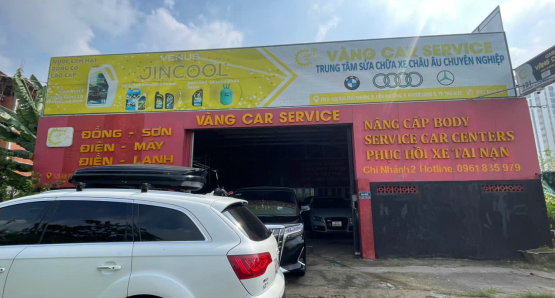 VENUS
JINCOOL
VÀNG CAR SERVICE
TRUNG TÂM SỬA CHỮA XE CHÂU ÂU CHUYÊN NGHIỆP
VÀNG CAR SERVICE
ĐỒNG - SƠN
ĐIỆN - MÁY
ĐIỆN - LẠNH
NÂNG CẤP BODY
SERVICE CAR CENTERS
PHỤC HỒI XE TAI NẠN
Chi Nhánh 2 Hotline: 0961 835 979